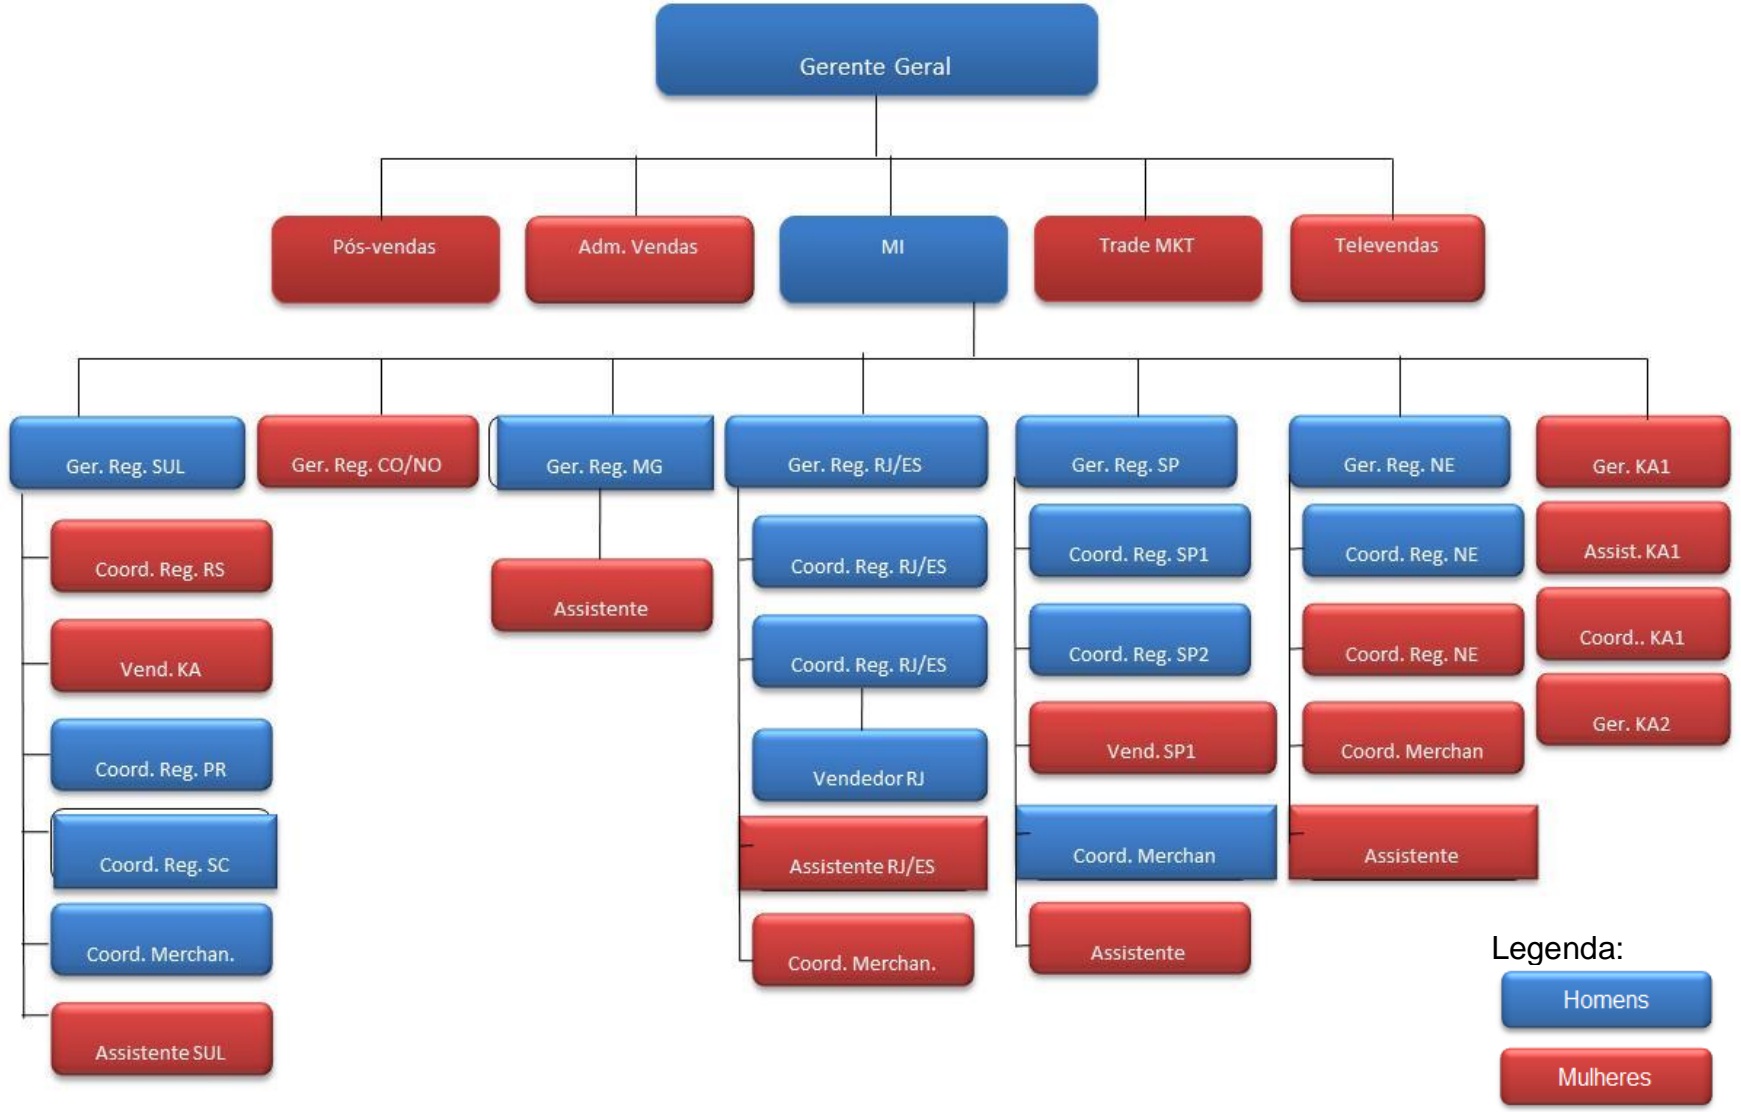 Gerente Geral
Pós-vendas
Adm. Vendas
MI
Trade MKT
Televendas
Ger. Reg. SUL
Ger. Reg. CO/NO
Ger. Reg. MG
Ger. Reg. RJ/ES
Ger. Reg. SP
Ger. Reg. NE
Ger. KA1
Coord. Reg. RS
Vend. KA
Coord. Reg. PR
Coord. Reg. SC
Coord. Merchan.
Assistente SUL
Assistente
Coord. Reg. RJ/ES
Coord. Reg. RJ/ES
Vendedor RJ
Assistente RJ/ES
Coord. Merchan.
Coord. Reg. SP1
Coord. Reg. SP2
Vend. SP1
Coord. Merchan
Assistente
Coord. Reg. NE
Coord. Reg. NE
Coord. Merchan
Assistente
Assist. KA1
Coord.. KA1
Ger. KA2
Legenda:
Homens
Mulheres